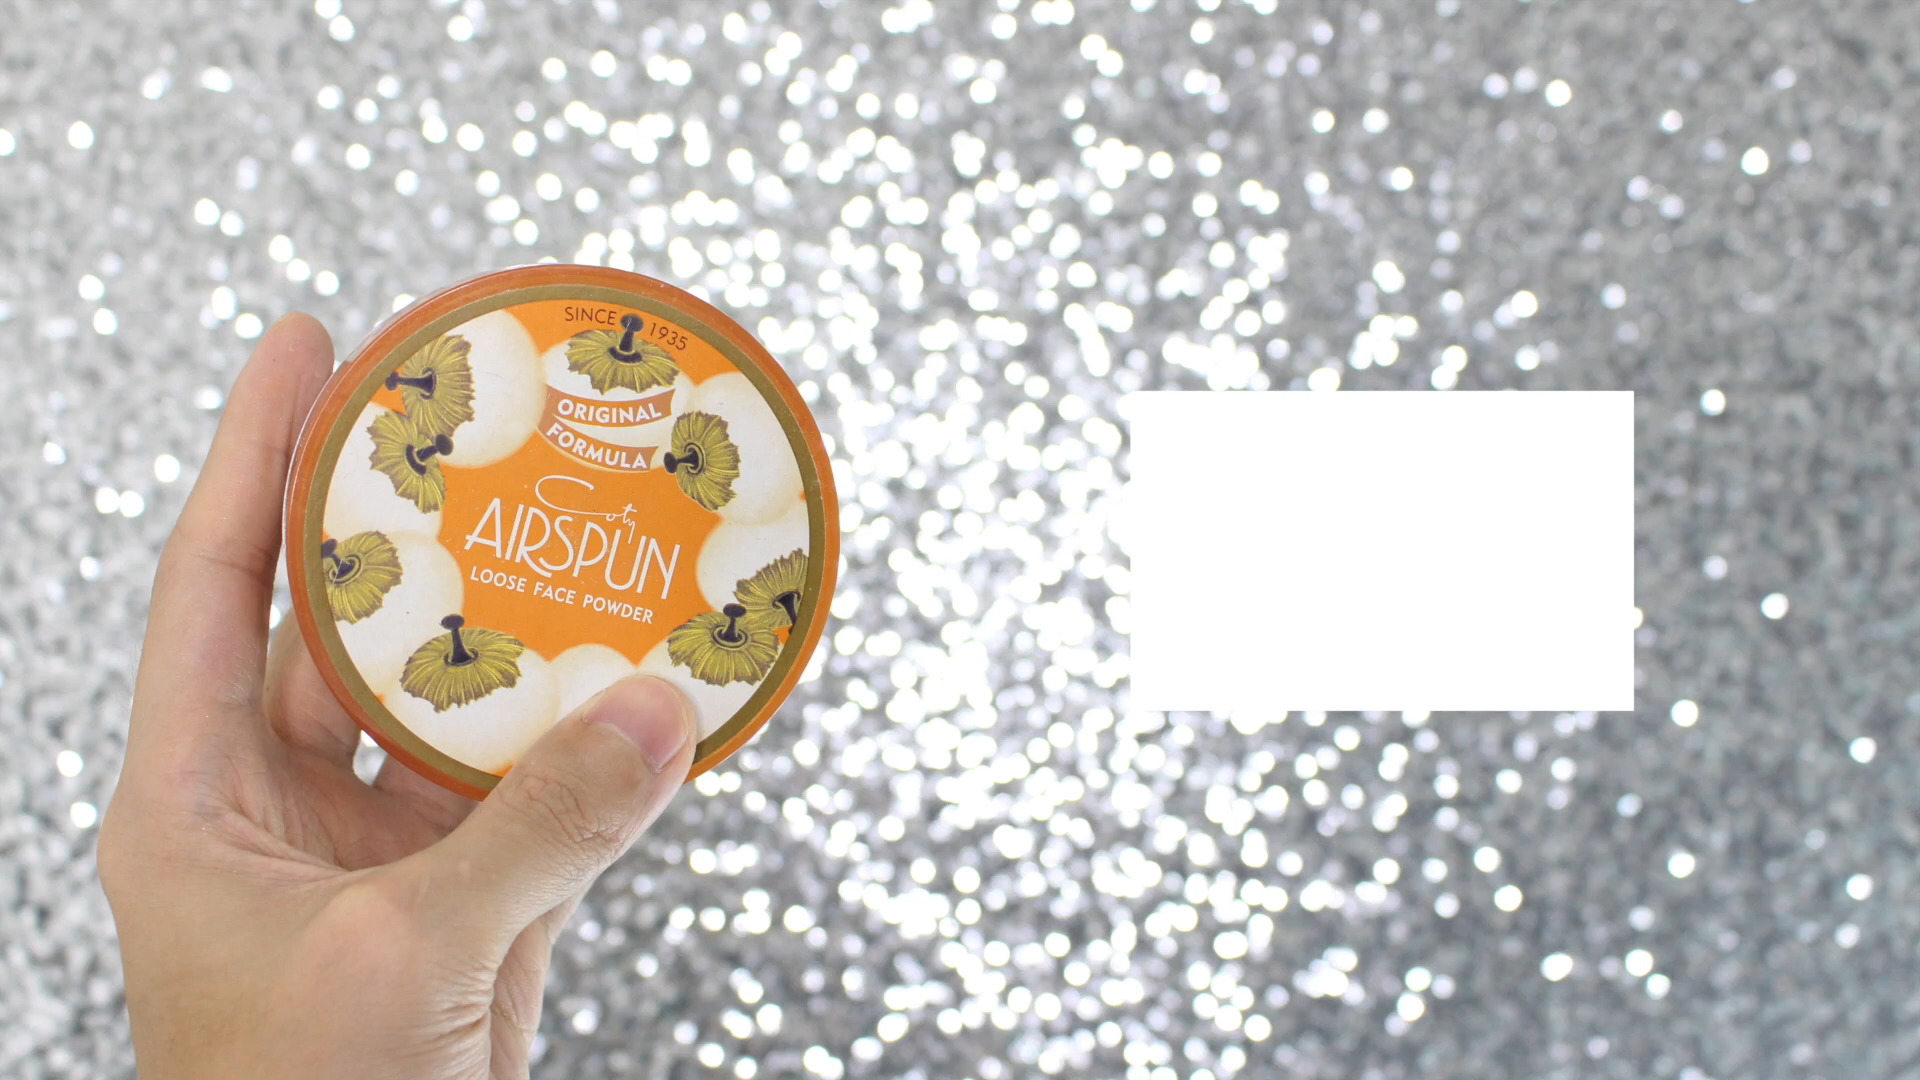 SINCE 1935
ORIGINAL
FORMULA
Coty
AIRSPUN
LOOSE FACE POWDER